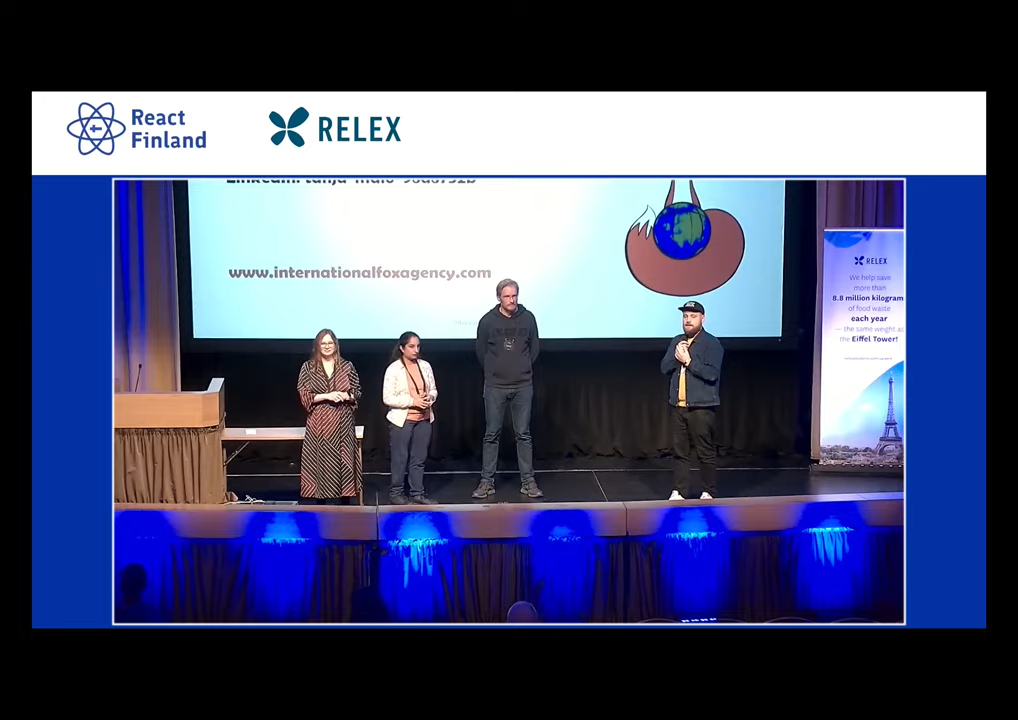 React
Finland
RELEX
www.internationalfoxagency.com
RELEX
We help save
more than
8.8 million kilogram
of food waste
each year
— the same weight as
the Eiffel Tower!